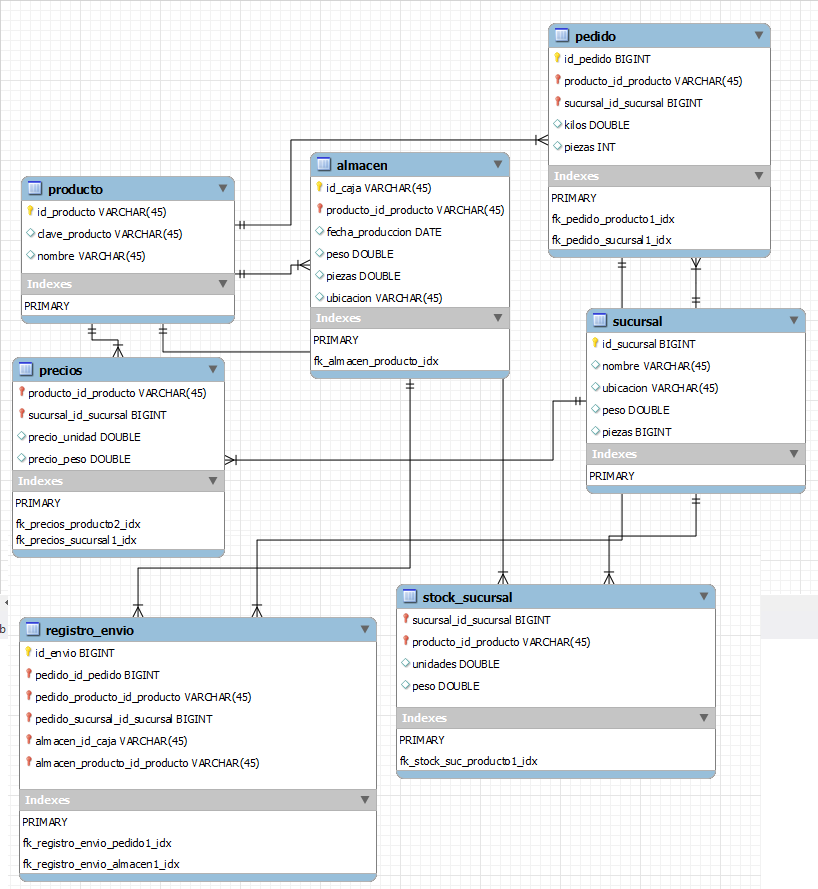 pedido
id_pedido BIGINT
producto_id_producto VARCHAR(45)
sucursal_id_sucursal BIGINT
kilos DOUBLE
piezas INT
Indexes
PRIMARY
fk_pedido_producto1_idx
fk_pedido_sucursal1_idx
almacen
id_caja VARCHAR(45)
producto_id_producto VARCHAR(45)
fecha_produccion DATE
peso DOUBLE
piezas DOUBLE
ubicacion VARCHAR(45)
Indexes
PRIMARY
fk_almacen_producto_idx
producto
id_producto VARCHAR(45)
clave_producto VARCHAR(45)
nombre VARCHAR(45)
Indexes
PRIMARY
sucursal
id_sucursal BIGINT
nombre VARCHAR(45)
ubicacion VARCHAR(45)
peso DOUBLE
piezas BIGINT
Indexes
PRIMARY
precios
producto_id_producto VARCHAR(45)
sucursal_id_sucursal BIGINT
precio_unidad DOUBLE
precio_peso DOUBLE
Indexes
PRIMARY
fk_precios_producto2_idx
fk_precios_sucursal1_idx
stock_sucursal
sucursal_id_sucursal BIGINT
producto_id_producto VARCHAR(45)
unidades DOUBLE
peso DOUBLE
Indexes
PRIMARY
fk_stock_suc_producto1_idx
b
registro_envio
id_envio BIGINT
pedido_id_pedido BIGINT
pedido_producto_id_producto VARCHAR(45)
pedido_sucursal_id_sucursal BIGINT
almacen_id_caja VARCHAR(45)
almacen_producto_id_producto VARCHAR(45)
Indexes
PRIMARY
fk_registro_envio_pedido1_idx
fk_registro_envio_almacen1_idx